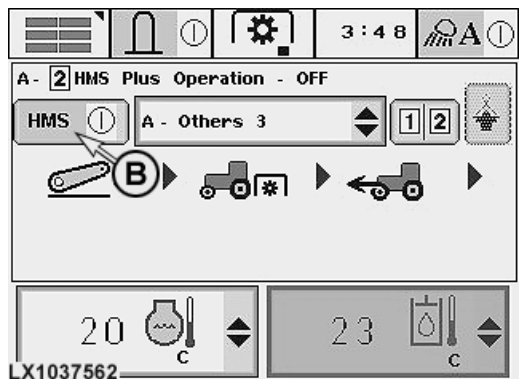 3:48 A
A- 2 HMS Plus Operation - OFF
HMS A - Others 3 1 2
B
20 C 23 C
LX1037562